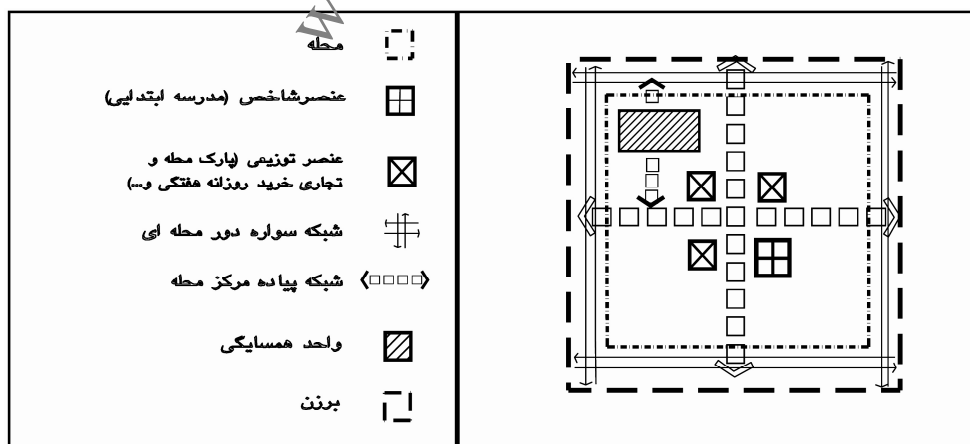 محله
عنصرشاخص (مدرسه ابتدایی)
عنصر توزیعی (پارک محله و
تجاری خرید روزانه هفتگی و...)
شبکه سواره دور محله ای
شبکه پیاده مرکز محله
واحد همسایگی
برزن